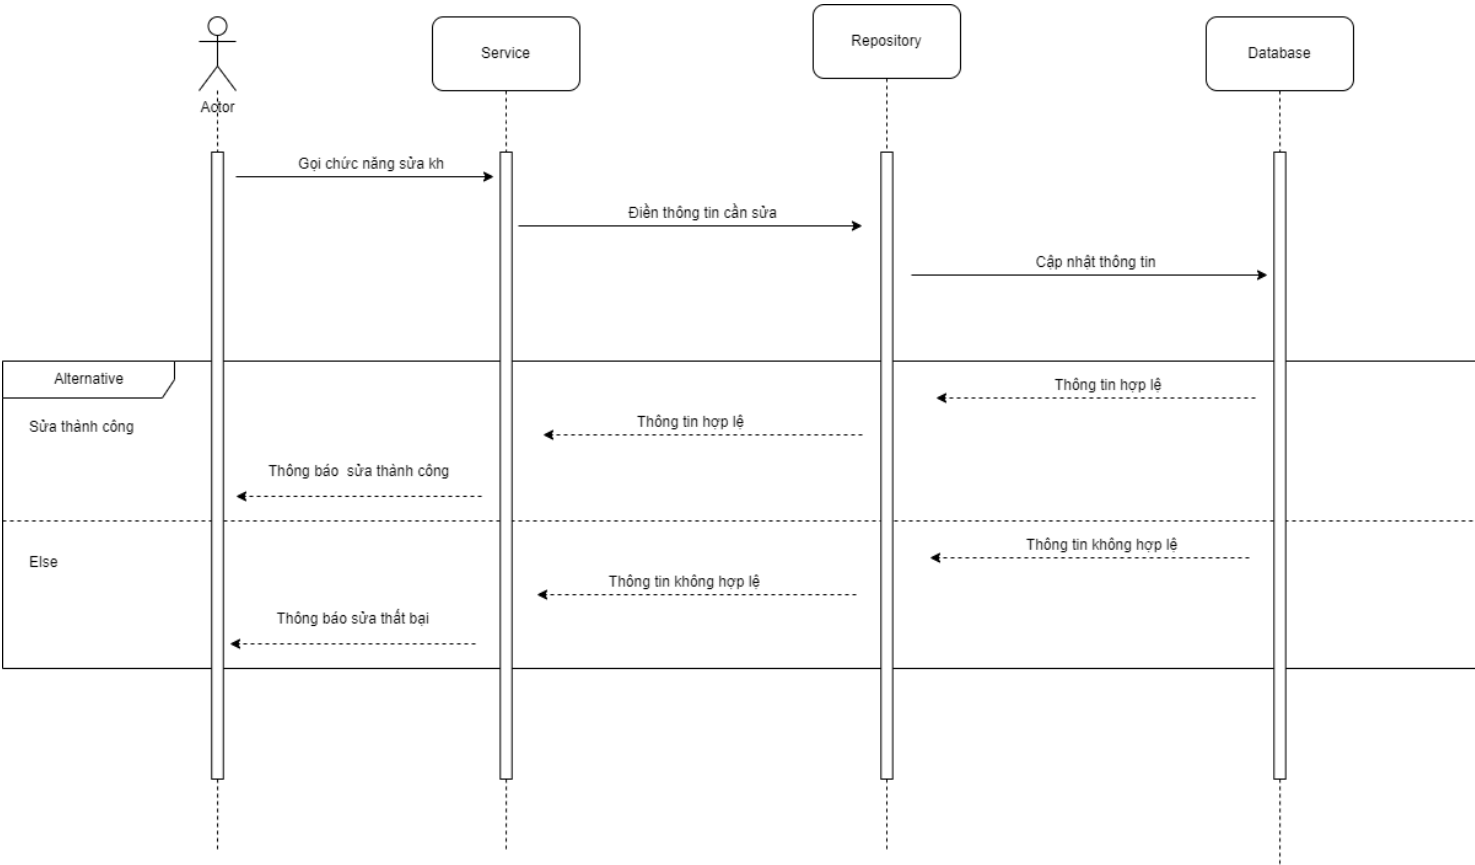 Actor
Service
Repository
Database
Gọi chức năng sửa kh
Điền thông tin cần sửa
Cập nhật thông tin
Alternative
Thông tin hợp lệ
Thông tin hợp lệ
Sửa thành công
Thông báo  sửa thành công
Thông tin không hợp lệ
Else
Thông tin không hợp lệ
Thông báo sửa thất bại